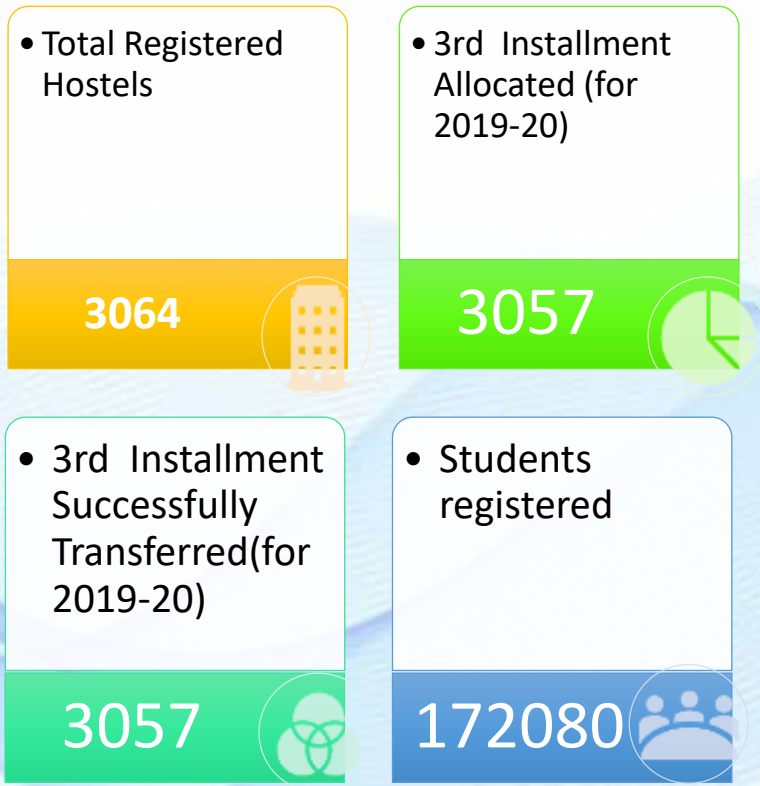 • Total Registered
Hostels
3064
• 3rd Installment
Allocated (for
2019-20)
3057
• 3rd Installment
Successfully
Transferred(for
2019-20)
3057
• Students
registered
172080